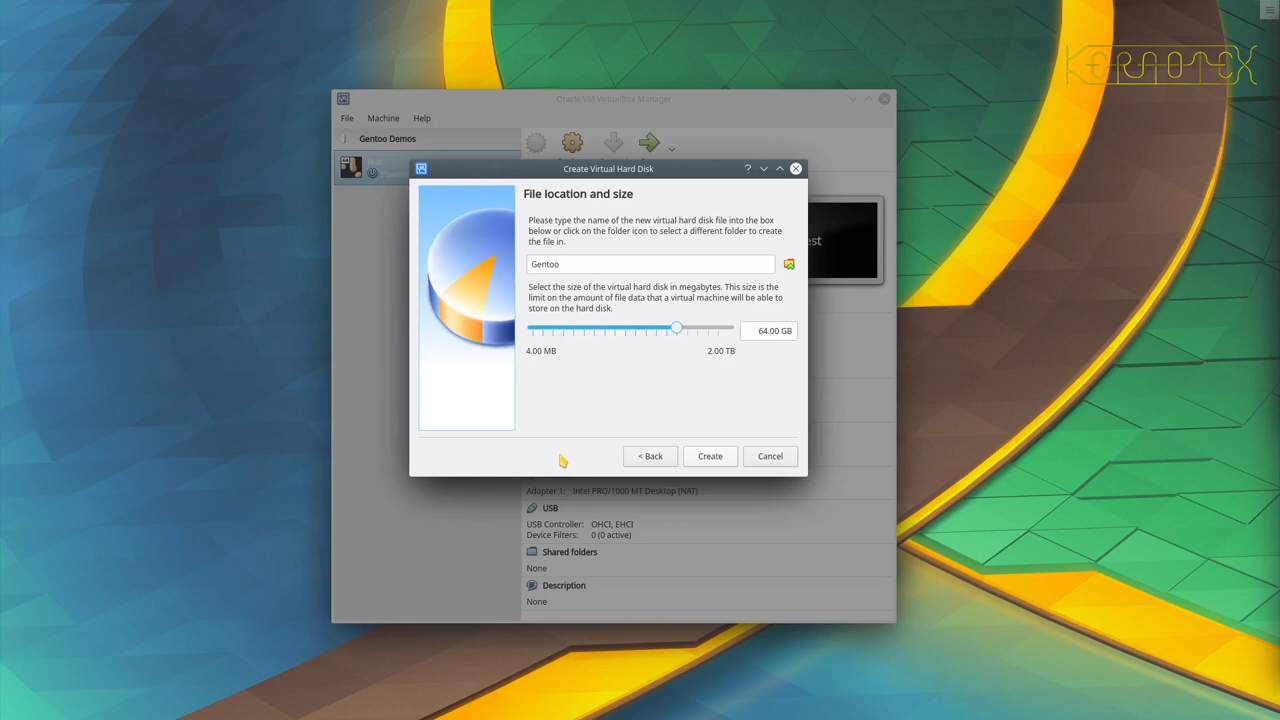 KEAOTEX
Oracle VM VirtualBox Manager
File Machine Help
Gentoo Demos
Create Virtual Hard Disk
File location and size
Please type the name of the new virtual hard disk file into the box
below or click on the folder icon to select a different folder to create
the file in.
Gentoo
Select the size of the virtual hard disk in megabytes. This size is the
limit on the amount of file data that a virtual machine will be able to
store on the hard disk.
64.00 GB
4.00 MB 2.00 TB
< Back Create Cancel
Adapter 1: Intel PRO/1000 MT Desktop (NAT)
USB
USB Controller: OHCI, EHCI
Device Filters: 0 (0 active)
Shared folders
None
Description
None